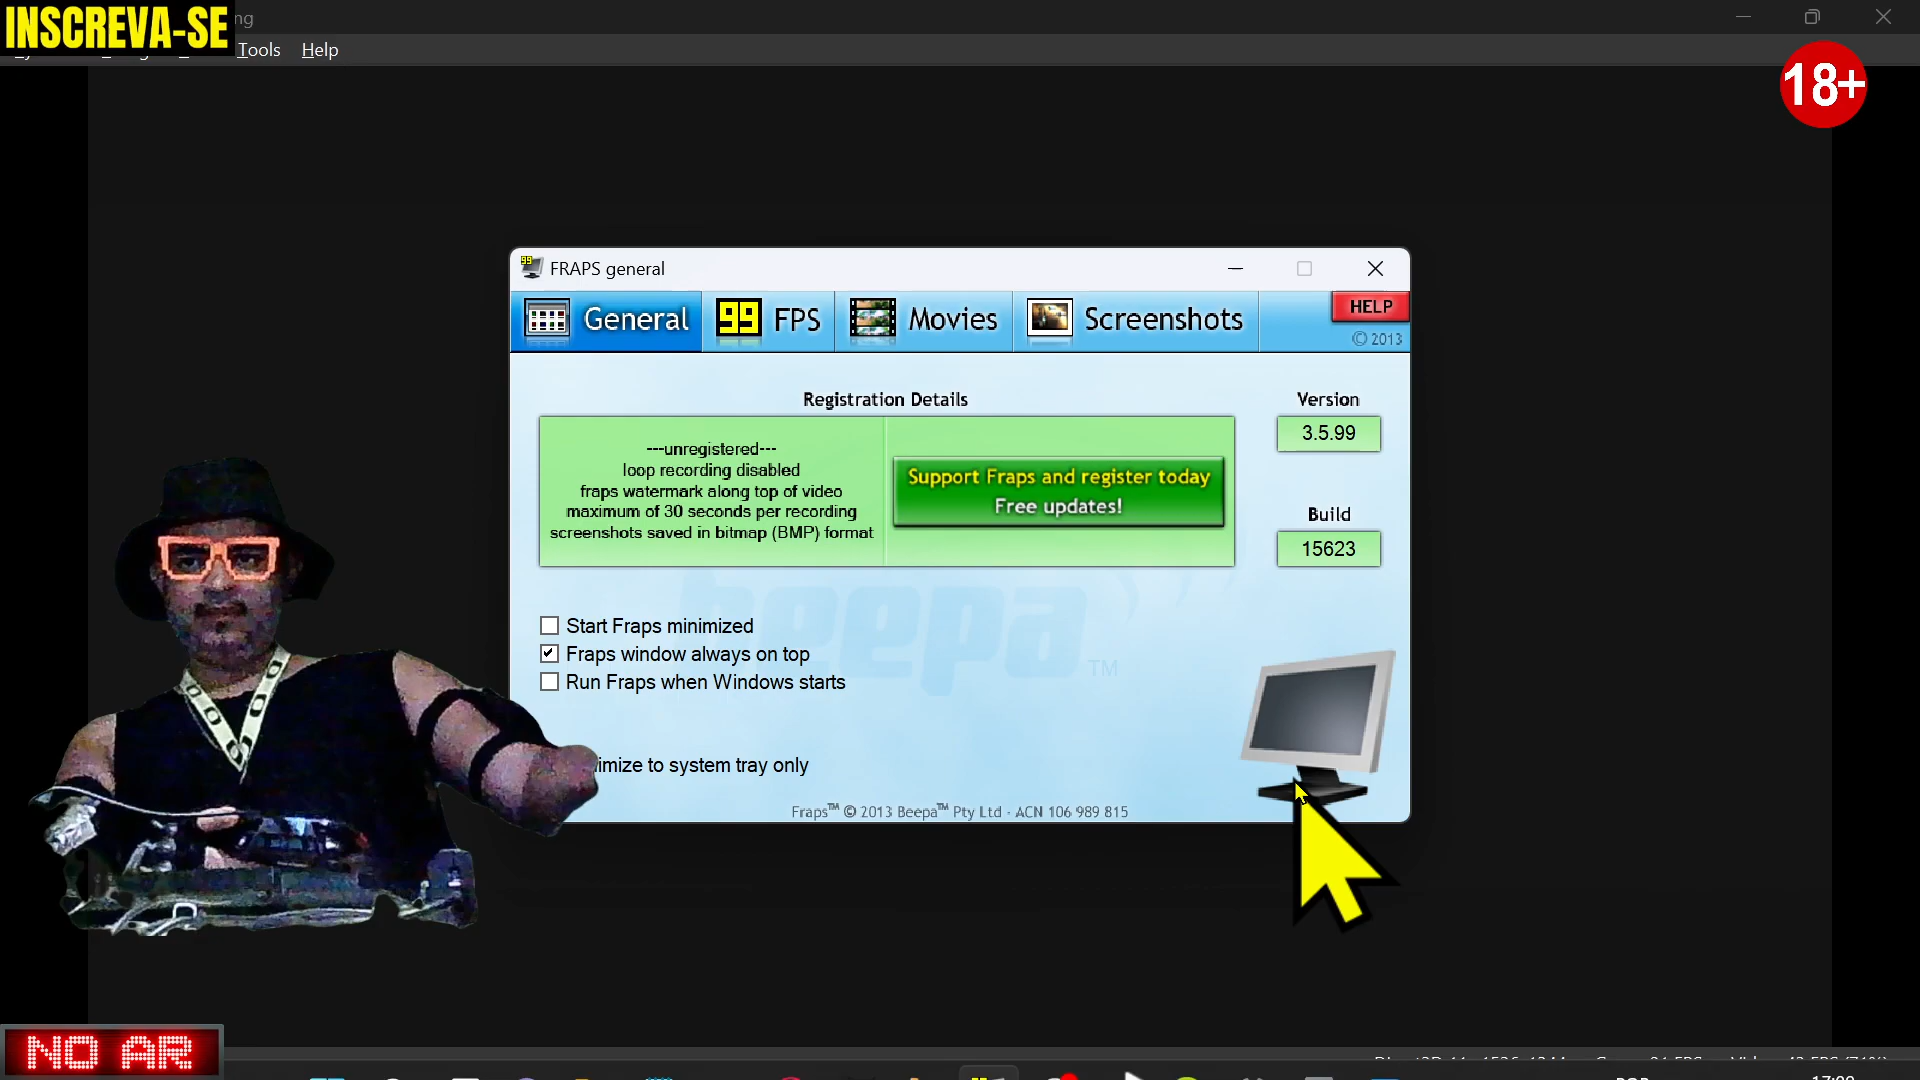 INSCREVA-SE
Tools Help
18+
FRAPS general
General 99 FPS Movies Screenshots HELP
© 2013
Registration Details
Version
---unregistered---
loop recording disabled
fraps watermark along top of video
maximum of 30 seconds per recording
screenshots saved in bitmap (BMP) format
Support Fraps and register today
Free updates!
3.5.99
Build
15623
beepa TM
Start Fraps minimized
Fraps window always on top
Run Fraps when Windows starts
imize to system tray only
Fraps™ © 2013 Beepa™ Pty Ltd - ACN 106 989 815
NO AR